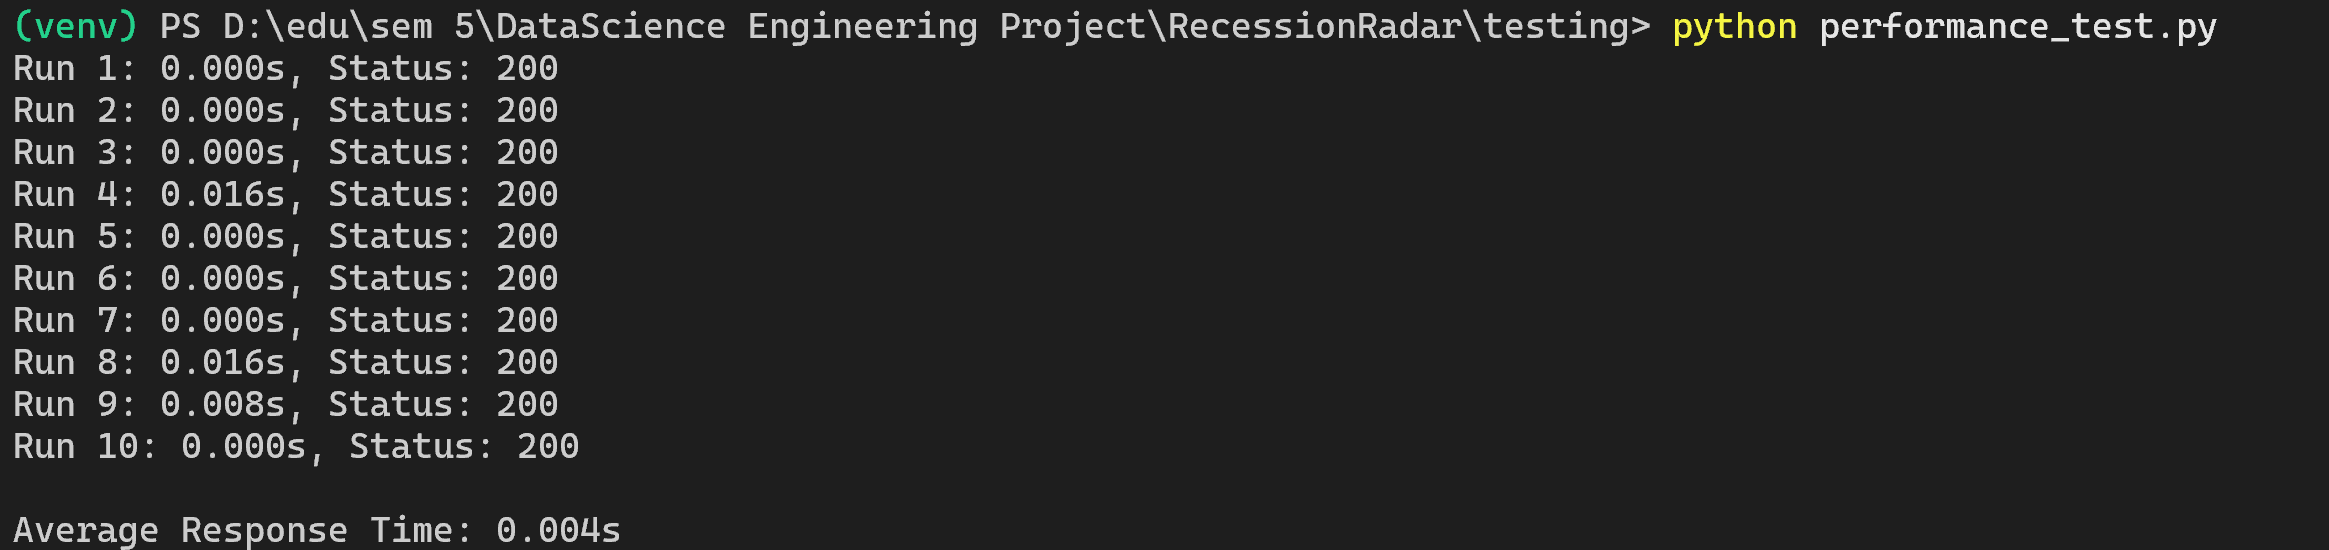 (venv) PS D:\edu\sem 5\DataScience Engineering Project\RecessionRadar\testing> python performance_test.py
Run 1: 0.000s, Status: 200
Run 2: 0.000s, Status: 200
Run 3: 0.000s, Status: 200
Run 4: 0.016s, Status: 200
Run 5: 0.000s, Status: 200
Run 6: 0.000s, Status: 200
Run 7: 0.000s, Status: 200
Run 8: 0.016s, Status: 200
Run 9: 0.008s, Status: 200
Run 10: 0.000s, Status: 200
Average Response Time: 0.004s